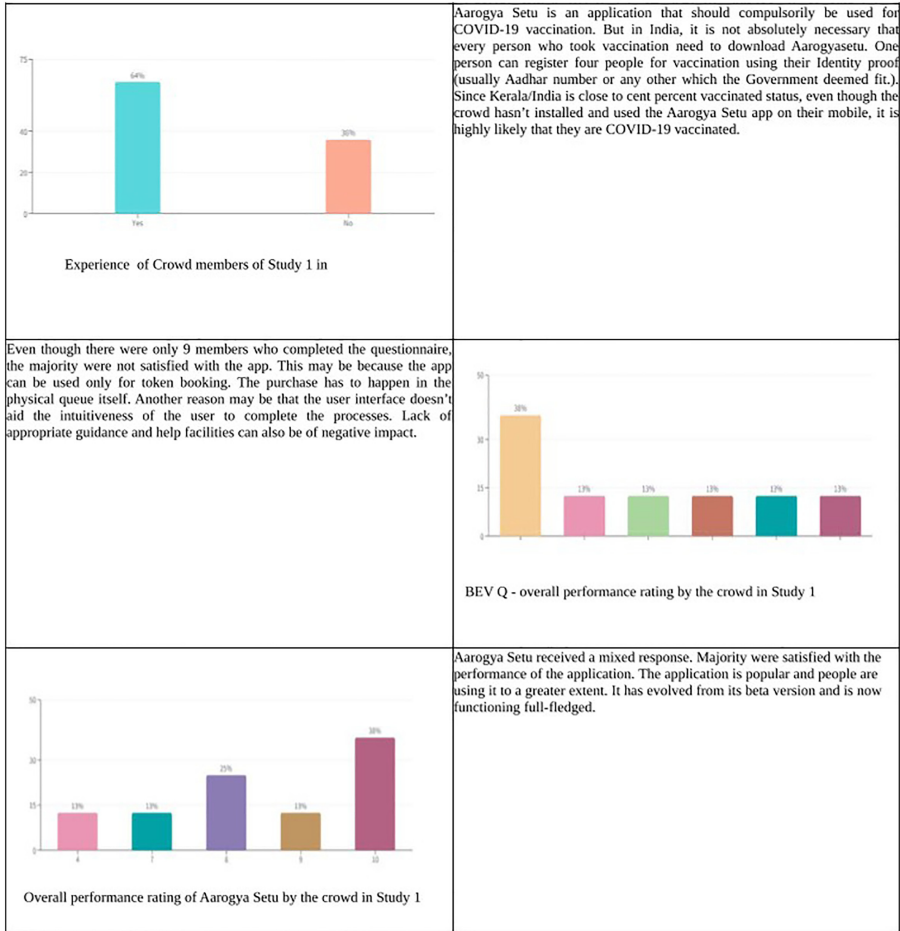 75
64%
40
36%
20
0
Yes
No
Experience of Crowd members of Study 1 in
Aarogya Setu is an application that should compulsorily be used for
COVID-19 vaccination. But in India, it is not absolutely necessary that
every person who took vaccination need to download Aarogyasetu. One
person can register four people for vaccination using their Identity proof
(usually Aadhar number or any other which the Government deemed fit.).
Since Kerala/India is close to cent percent vaccinated status, even though the
crowd hasn't installed and used the Aarogya Setu app on their mobile, it is
highly likely that they are COVID-19 vaccinated.
Even though there were only 9 members who completed the questionnaire,
the majority were not satisfied with the app. This may be because the app
can be used only for token booking. The purchase has to happen in the
physical queue itself. Another reason may be that the user interface doesn't
aid the intuitiveness of the user to complete the processes. Lack of
appropriate guidance and help facilities can also be of negative impact.
50
38%
30
15
13% 13% 13% 13% 13%
0
BEV Q - overall performance rating by the crowd in Study 1
50
38%
30
25%
15
13% 13% 13%
0
4 7 8 9 10
Overall performance rating of Aarogya Setu by the crowd in Study 1
Aarogya Setu received a mixed response. Majority were satisfied with the
performance of the application. The application is popular and people are
using it to a greater extent. It has evolved from its beta version and is now
functioning full-fledged.